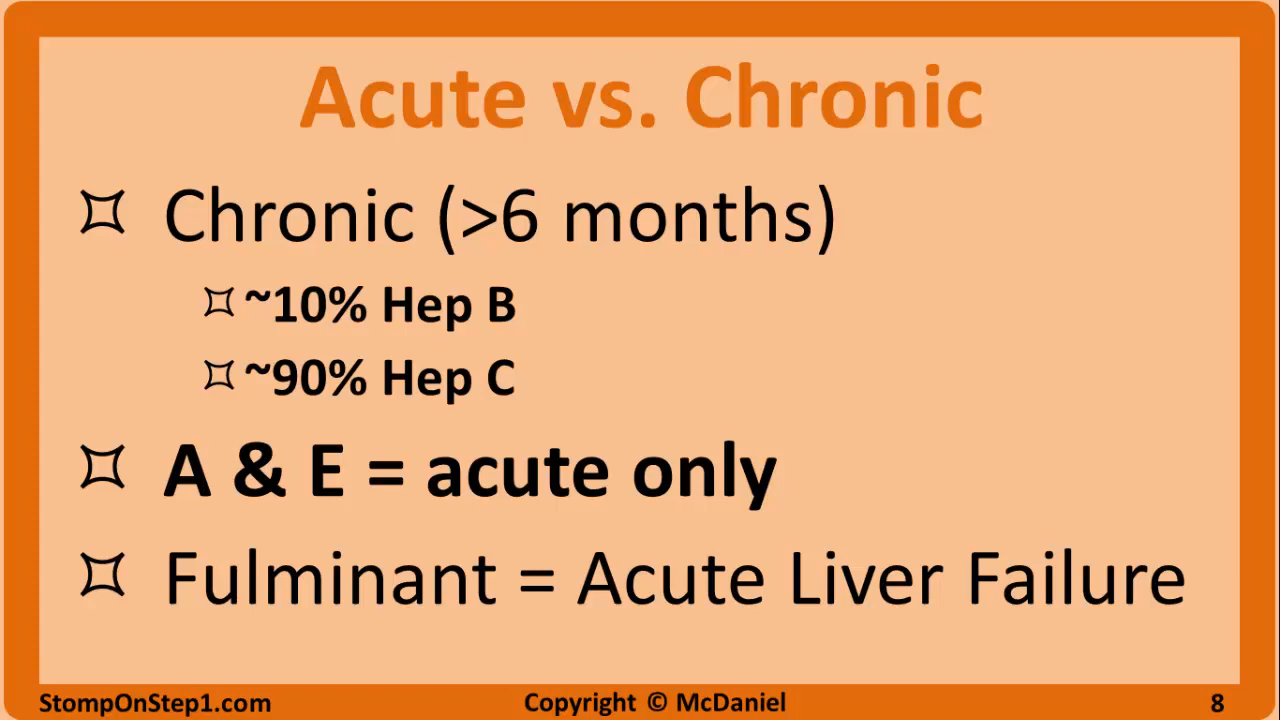 Acute vs. Chronic
Chronic (>6 months)
~10% Hep B
~90% Hep C
A & E = acute only
Fulminant = Acute Liver Failure
StompOnStep1.com
Copyright © McDaniel
8